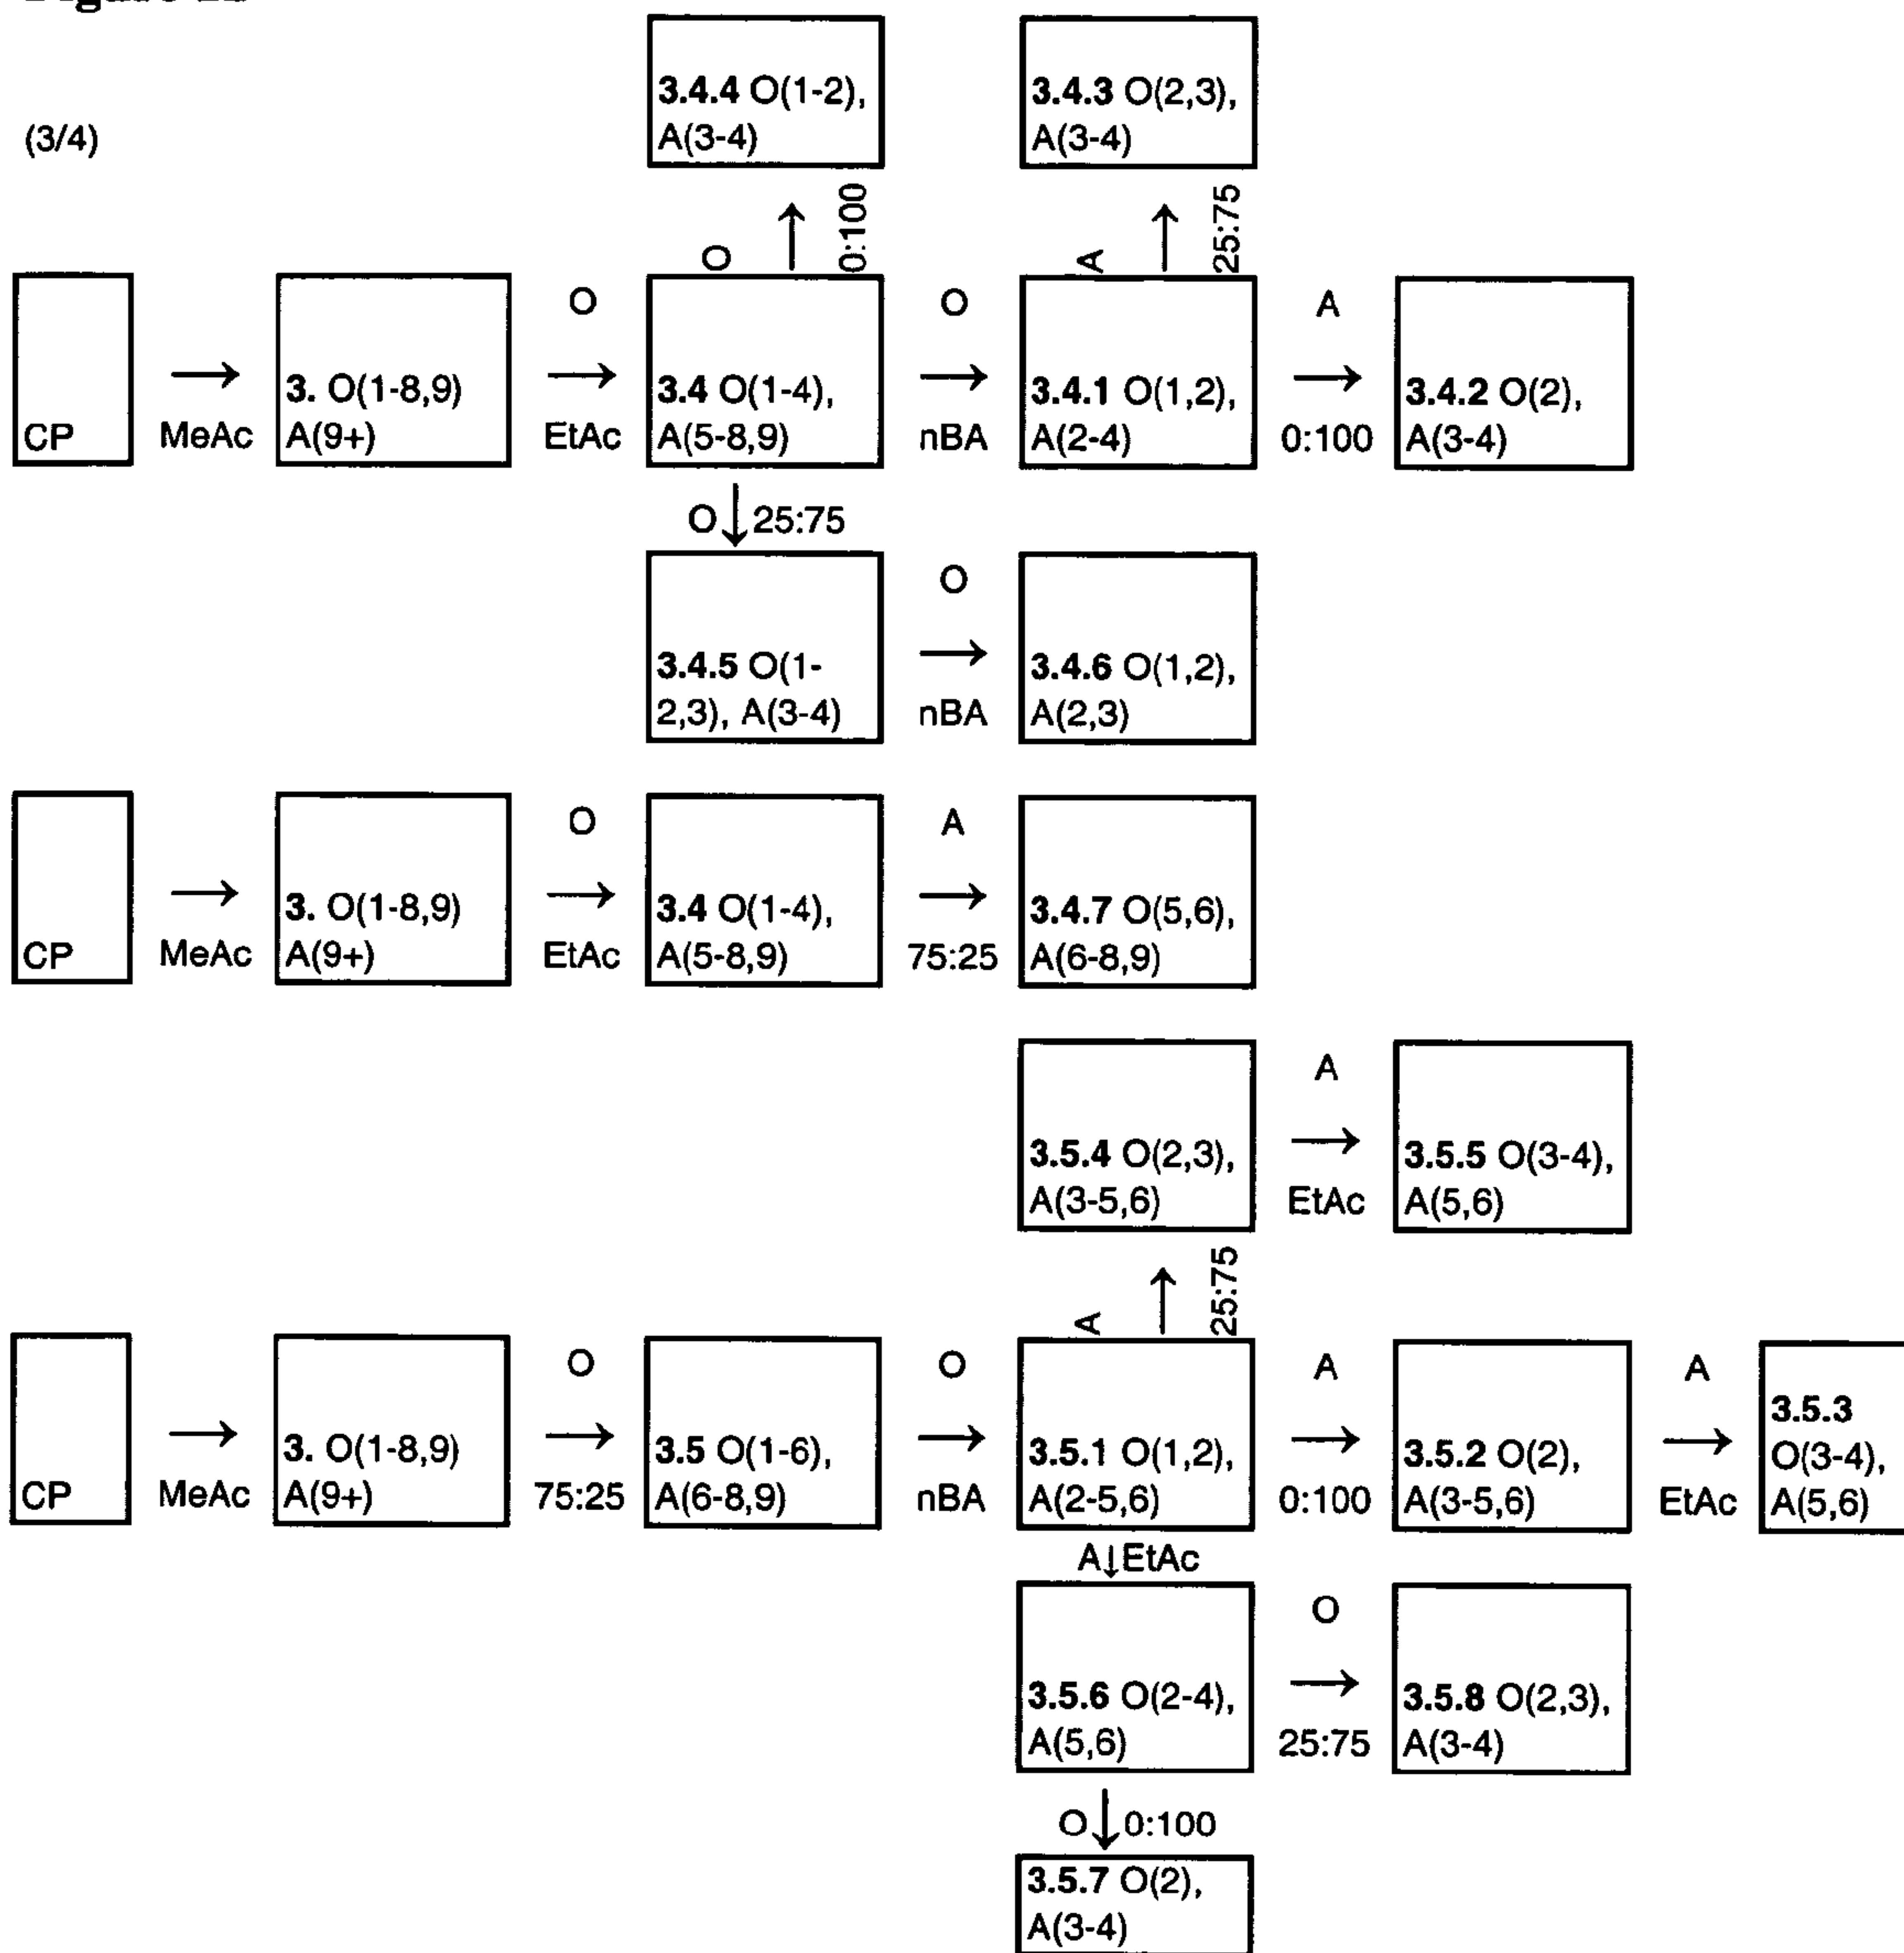 (3/4)
3.4.4 O(1-2),
A(3-4)
3.4.3 O(2,3),
A(3-4)
O
0:100
A
25:75
CP
MeAc
3. O(1-8,9)
A(9+)
O
EtAc
3.4 O(1-4),
A(5-8,9)
O
nBA
3.4.1 O(1,2),
A(2-4)
A
0:100
3.4.2 O(2),
A(3-4)
O 25:75
3.4.5 O(1-
2,3), A(3-4)
O
nBA
3.4.6 O(1,2),
A(2,3)
CP
MeAc
3. O(1-8,9)
A(9+)
O
EtAc
3.4 O(1-4),
A(5-8,9)
A
75:25
3.4.7 O(5,6),
A(6-8,9)
3.5.4 O(2,3),
A(3-5,6)
A
EtAc
3.5.5 O(3-4),
A(5,6)
A
25:75
CP
MeAc
3. O(1-8,9)
A(9+)
O
75:25
3.5 O(1-6),
A(6-8,9)
O
nBA
3.5.1 O(1,2),
A(2-5,6)
A
0:100
3.5.2 O(2),
A(3-5,6)
A
EtAc
3.5.3
O(3-4),
A(5,6)
A EtAc
3.5.6 O(2-4),
A(5,6)
O
25:75
3.5.8 O(2,3),
A(3-4)
O 0:100
3.5.7 O(2),
A(3-4)